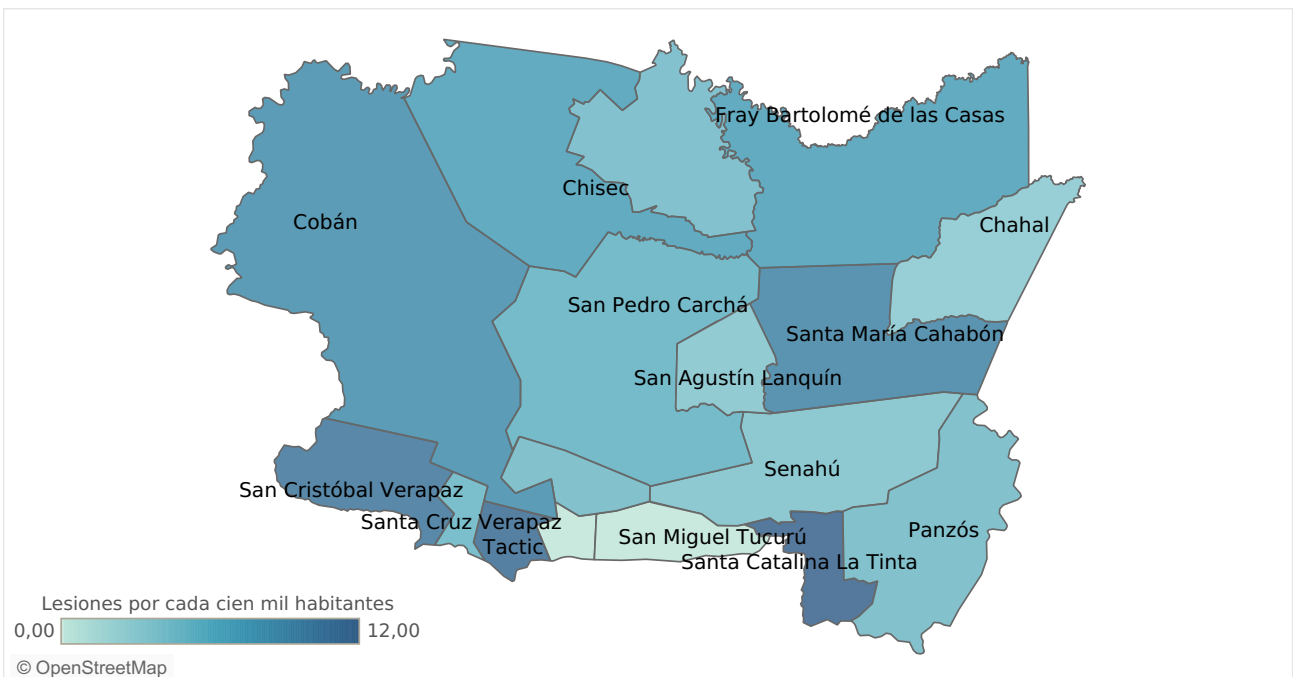 Fray Bartolomé de las Casas
Chisec
Cobán
Chahal
San Pedro Carchá
Santa María Cahabón
San Agustín Lanquín
Senahú
San Cristóbal Verapaz
Santa Cruz Verapaz
Panzós
San Miguel Tucurú
Tactic
Santa Catalina La Tinta
Lesiones por cada cien mil habitantes
0,00 12,00
© OpenStreetMap